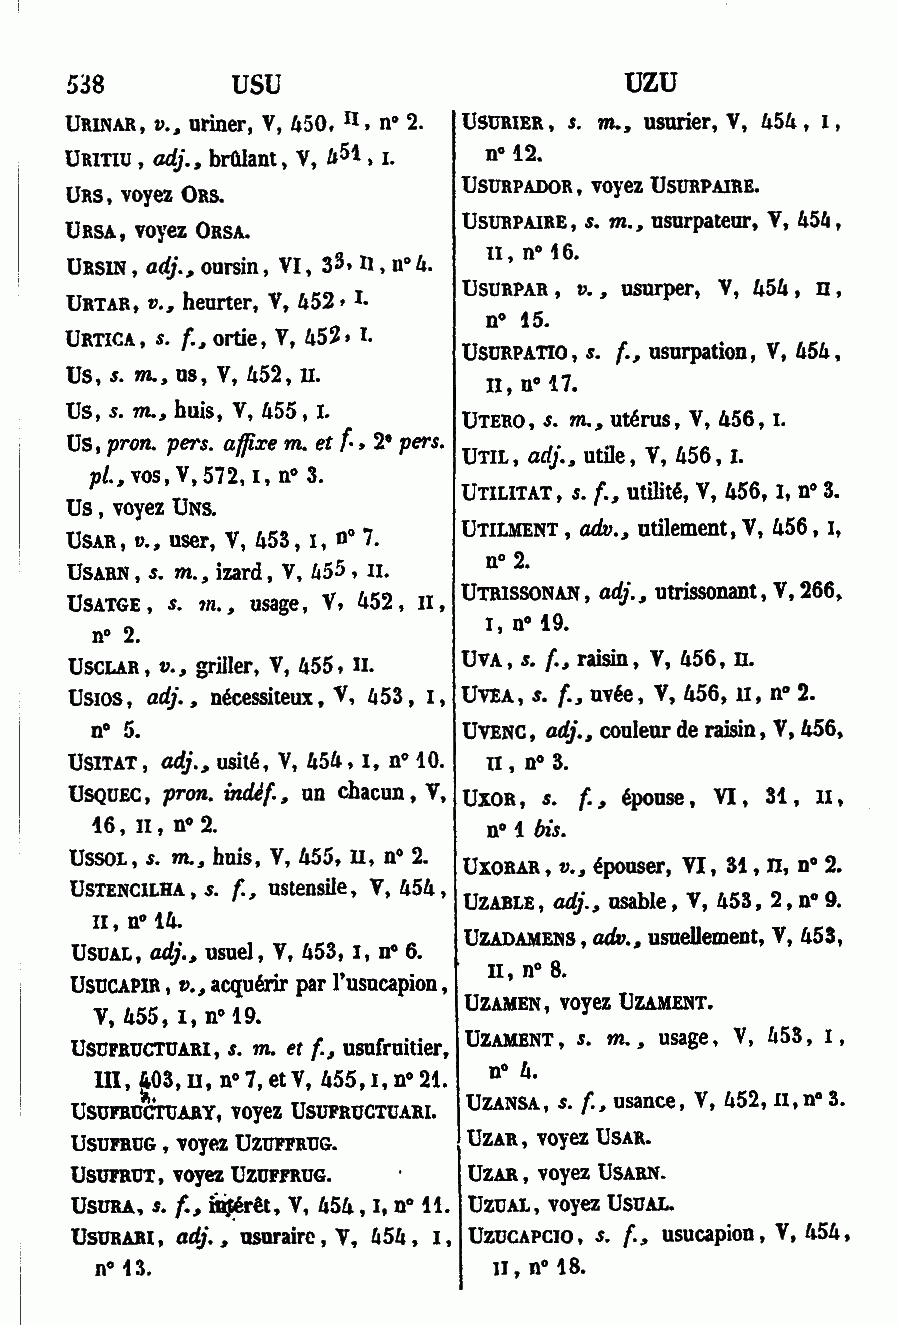 538 USU UZU
URINAR, v., uriner, V, 450, II, n° 2.
URITIU, adj., brûlant, V, 451, I.
URS, voyez ORS.
URSA, voyez ORSA.
URSIN, adj., oursin, VI, 33, II, n° 4.
URTAR, v., heurter, V, 452, I.
URTICA, s. f., ortie, V, 452, I.
US, s. m., us, V, 452, II.
US, s. m., huis, V, 455, I.
US, pron. pers. affixe m. et f., 2e pers.
pl., vos, V, 572, I, n° 3.
US, voyez UNS.
USAR, v., user, V, 453, I, n° 7.
USARN, s. m., izard, V, 455, II.
USATGE, s. m., usage, V, 452, II,
n° 2.
USCLAR, v., griller, V, 455, II.
USIOS, adj., nécessiteux, V, 453, I,
n° 5.
USITAT, adj., usité, V, 454, I, n° 10.
USQUEC, pron. indéf., un chacun, V,
16, II, n° 2.
USSOL, s. m., huis, V, 455, II, n° 2.
USTENCILHA, s. f., ustensile, V, 454,
II, n° 14.
USUAL, adj., usuel, V, 453, I, n° 6.
USUCAPIR, v., acquérir par l'usucapion,
V, 455, I, n° 19.
USUFRUCTUARI, s. m. et f., usufruitier,
III, 403, II, n° 7, et V, 455, I, n° 21.
USUFRUCTUARY, voyez USUFRUCTUARI.
USUFRUG, voyez UZUFFRUG.
USUFRUT, voyez UZUFFRUG.
USURA, s. f., intérêt, V, 454, I, n° 11.
USURARI, adj., usuraire, V, 454, I,
n° 13.
USURIER, s. m., usurier, V, 454, I,
n° 12.
USURPADOR, voyez USURPAIRE.
USURPAIRE, s. m., usurpateur, V, 454,
II, n° 16.
USURPAR, v., usurper, V, 454, II,
n° 15.
USURPATIO, s. f., usurpation, V, 454,
II, n° 17.
UTERO, s. m., utérus, V, 456, I.
UTIL, adj., utile, V, 456, I.
UTILITAT, s. f., utilité, V, 456, I, n° 3.
UTILMENT, adv., utilement, V, 456, I,
n° 2.
UTRISSONAN, adj., utrissonant, V, 266,
I, n° 19.
UVA, s. f., raisin, V, 456, II.
UVEA, s. f., uvée, V, 456, II, n° 2.
UVENC, adj., couleur de raisin, V, 456,
II, n° 3.
UXOR, s. f., épouse, VI, 31, II,
n° 1 bis.
UXORAR, v., épouser, VI, 31, II, n° 2.
UZABLE, adj., usable, V, 453, 2, n° 9.
UZADAMENS, adv., usuellement, V, 453,
II, n° 8.
UZAMEN, voyez UZAMENT.
UZAMENT, s. m., usage, V, 453, I,
n° 4.
UZANSA, s. f., usance, V, 452, II, n° 3.
UZAR, voyez USAR.
UZAR, voyez USARN.
UZUAL, voyez USUAL.
UZUCAPCIO, s. f., usucapion, V, 454,
II, n° 18.